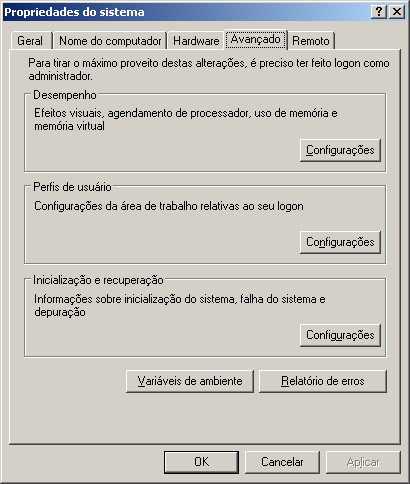 Propriedades do sistema
Geral Nome do computador Hardware Avançado Remoto
Para tirar o máximo proveito destas alterações, é preciso ter feito logon como
administrador.
Desempenho
Efeitos visuais, agendamento de processador, uso de memória e
memória virtual
Configurações
Perfis de usuário
Configurações da área de trabalho relativas ao seu logon
Configurações
Inicialização e recuperação
Informações sobre inicialização do sistema, falha do sistema e
depuração
Configurações
Variáveis de ambiente Relatório de erros
OK Cancelar Aplicar